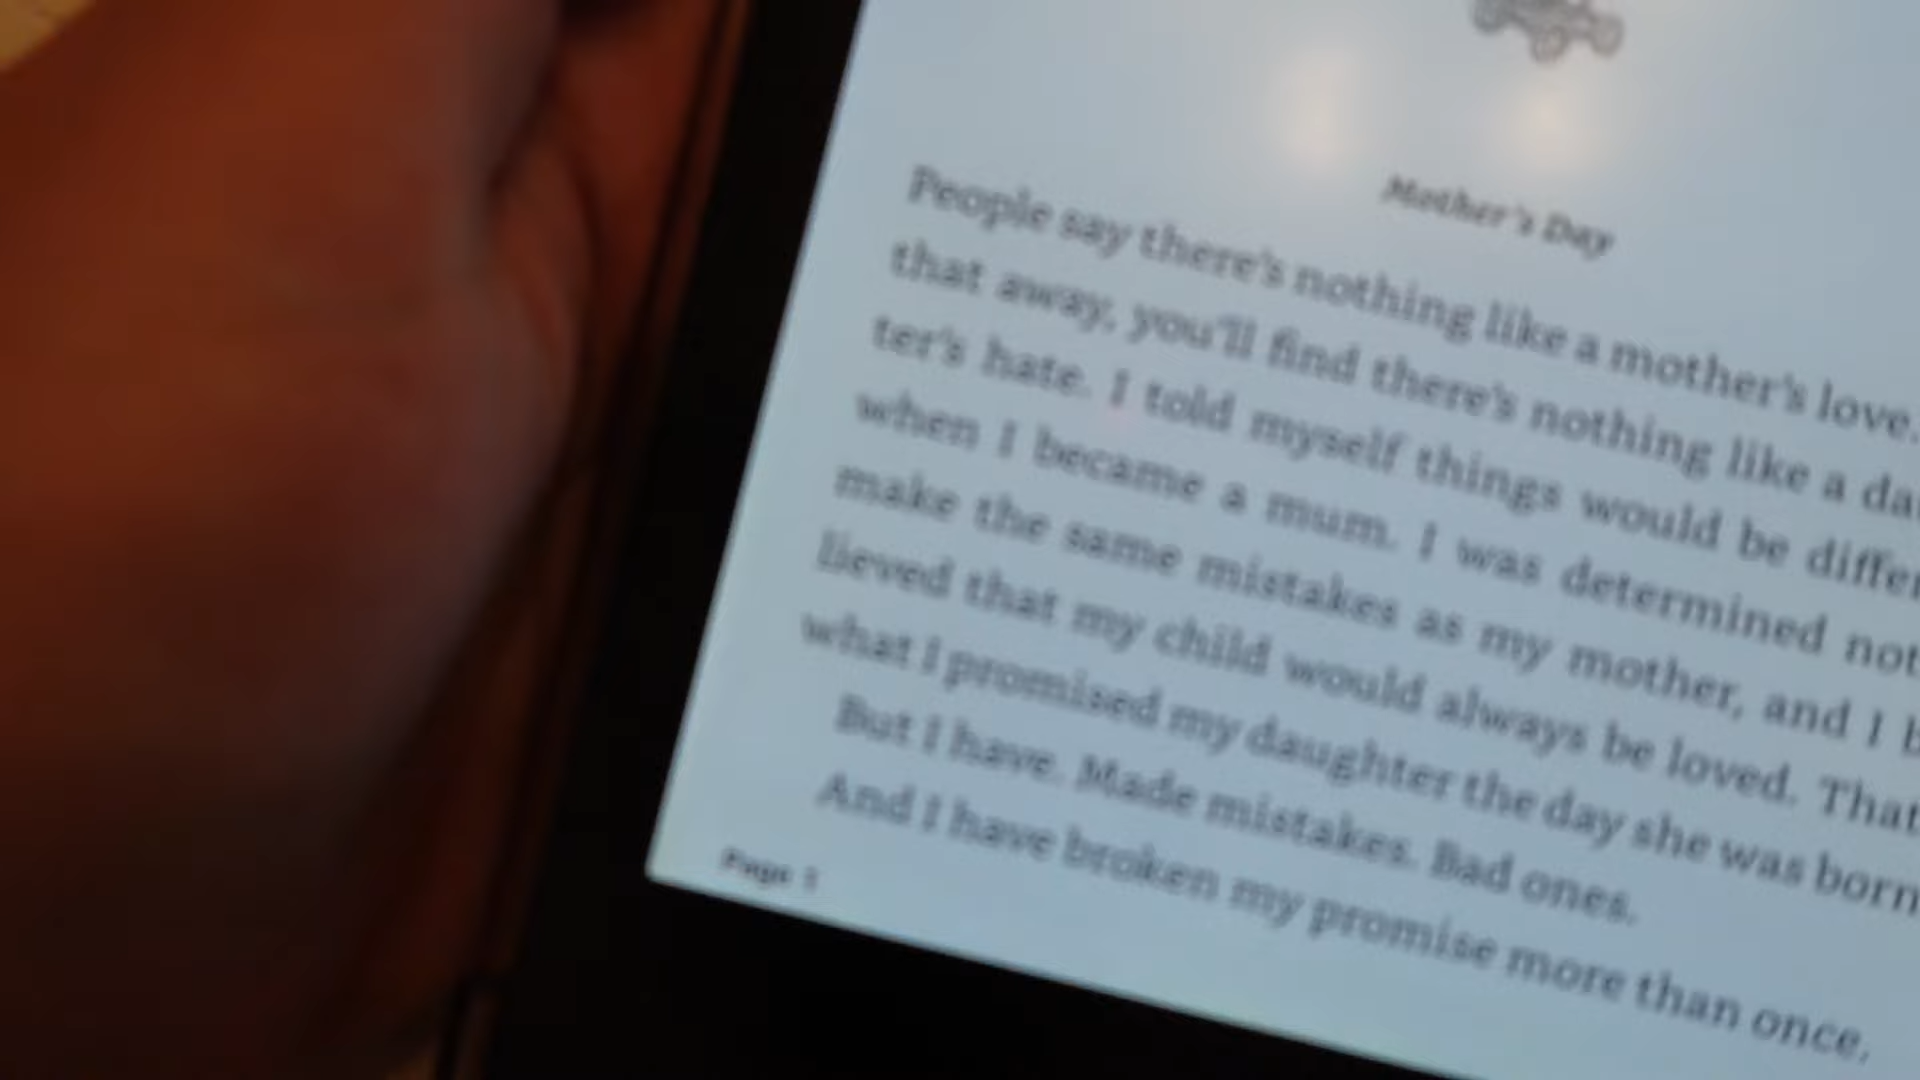 Mother's Day
People say there's nothing like a mother's love.
that away, you'll find there's nothing like a da
ter's hate. I told myself things would be differ
when I became a mum. I was determined not
make the same mistakes as my mother, and I b
lieved that my child would always be loved. That
what I promised my daughter the day she was born
But I have. Made mistakes. Bad ones.
And I have broken my promise more than once.
Page 1